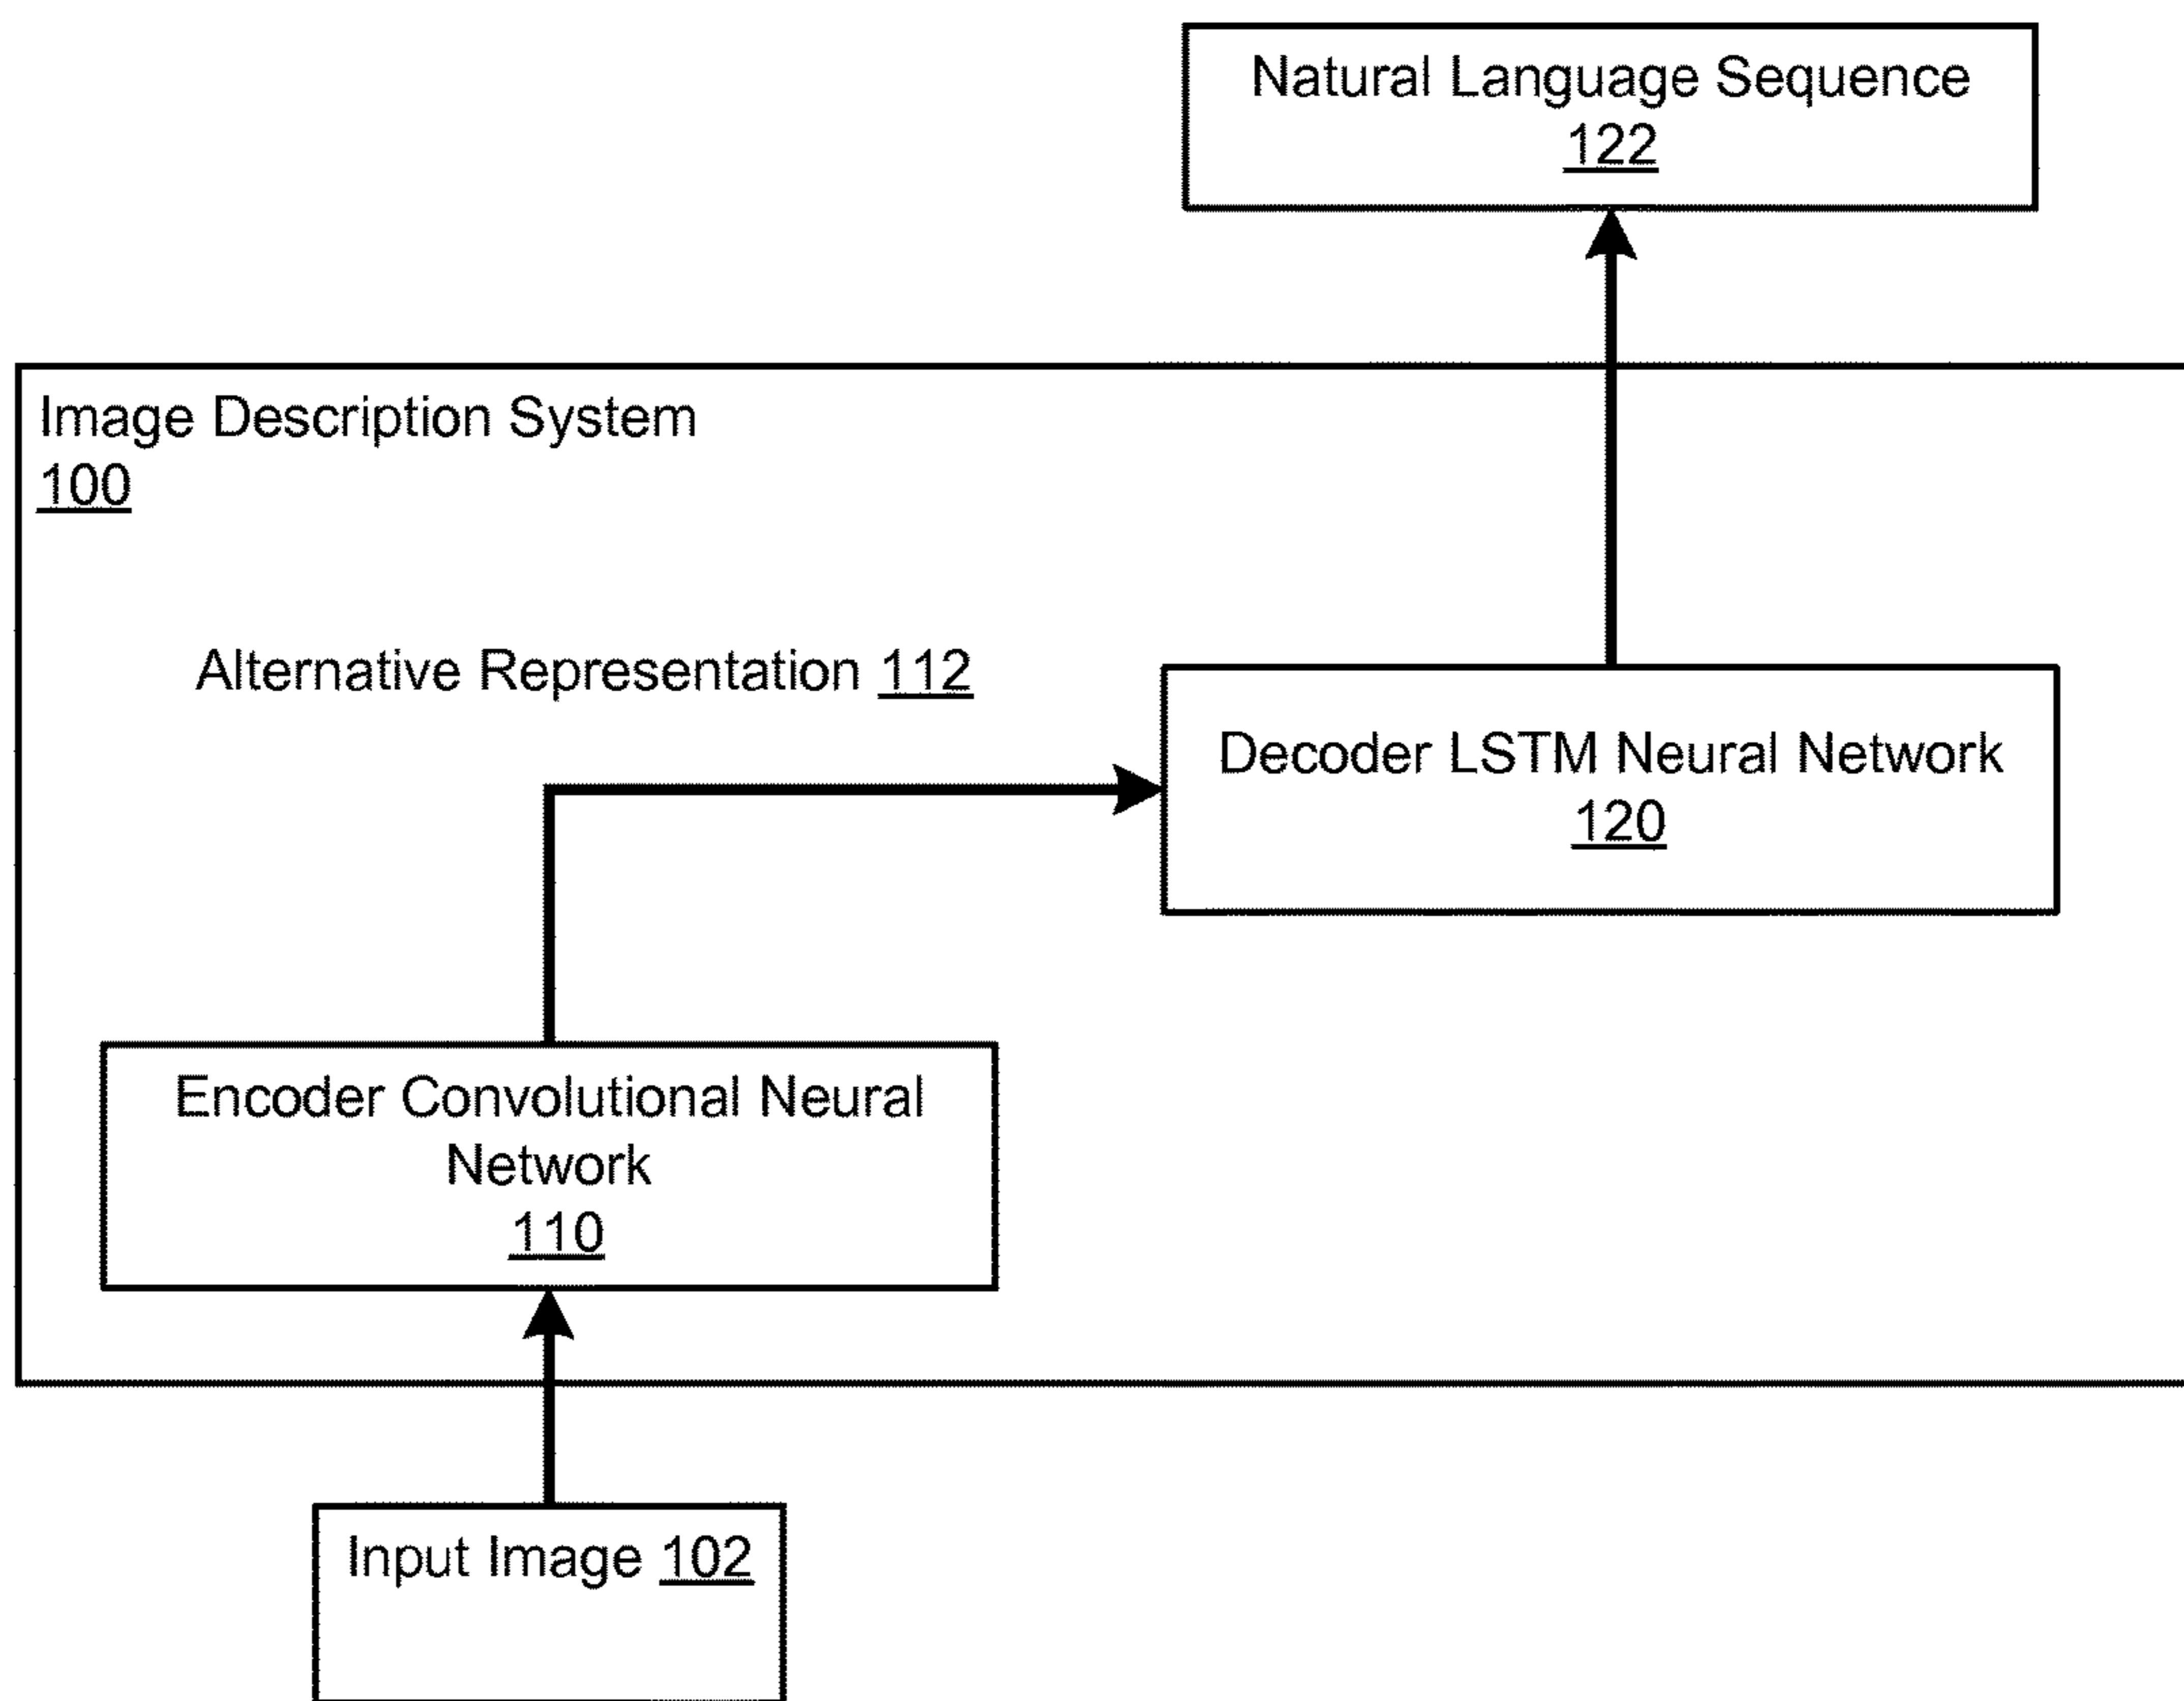 Natural Language Sequence
122
Image Description System
100
Alternative Representation 112
Decoder LSTM Neural Network
120
Encoder Convolutional Neural
Network
110
Input Image 102